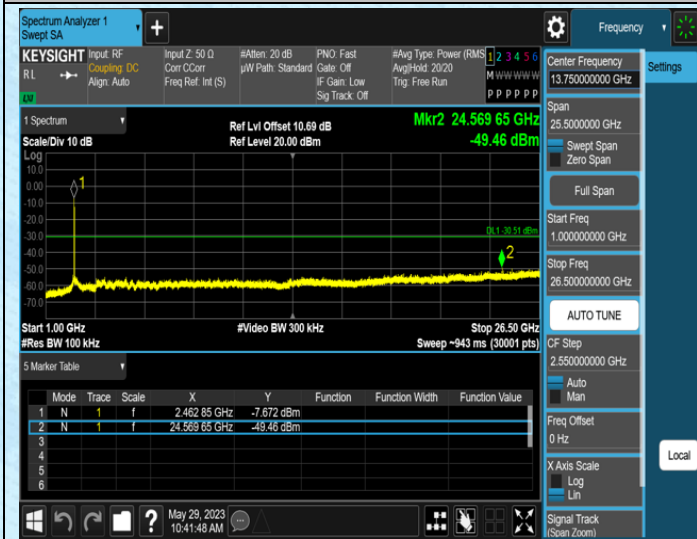 Spectrum Analyzer 1
Swept SA
+
Frequency
KEYSIGHT
RL
LM
Input: RF
Coupling: DC
Align: Auto
Input Z: 50 Ω
Corr CCorr
Freq Ref: Int (S)
#Atten: 20 dB
µW Path: Standard
PNO: Fast
Gate: Off
IF Gain: Low
Sig Track: Off
#Avg Type: Power (RMS
Avg|Hold: 20/20
Trig: Free Run
1 2 3 4 5 6
M W W W W W
P P P P P P
1 Spectrum
Scale/Div 10 dB
Ref Lvl Offset 10.69 dB
Ref Level 20.00 dBm
Mkr2 24.569 65 GHz
-49.46 dBm
Log
10.0
0.00
-10.0
-20.0
-30.0
-40.0
-50.0
-60.0
-70.0
1
DL1 -30.51 dBm
2
Start 1.00 GHz
#Video BW 300 kHz
Stop 26.50 GHz
#Res BW 100 kHz
Sweep ~943 ms (30001 pts)
5 Marker Table
Mode Trace Scale X Y Function Function Width Function Value
1 N 1 f 2.462 85 GHz -7.672 dBm
2 N 1 f 24.569 65 GHz -49.46 dBm
3
4
5
6
?
May 29, 2023
10:41:48 AM
Center Frequency
13.750000000 GHz
Span
25.5000000 GHz
Swept Span
Zero Span
Full Span
Start Freq
1.000000000 GHz
Stop Freq
26.500000000 GHz
AUTO TUNE
CF Step
2.550000000 GHz
Auto
Man
Freq Offset
0 Hz
X Axis Scale
Log
Lin
Signal Track
(Span Zoom)
Settings
Local